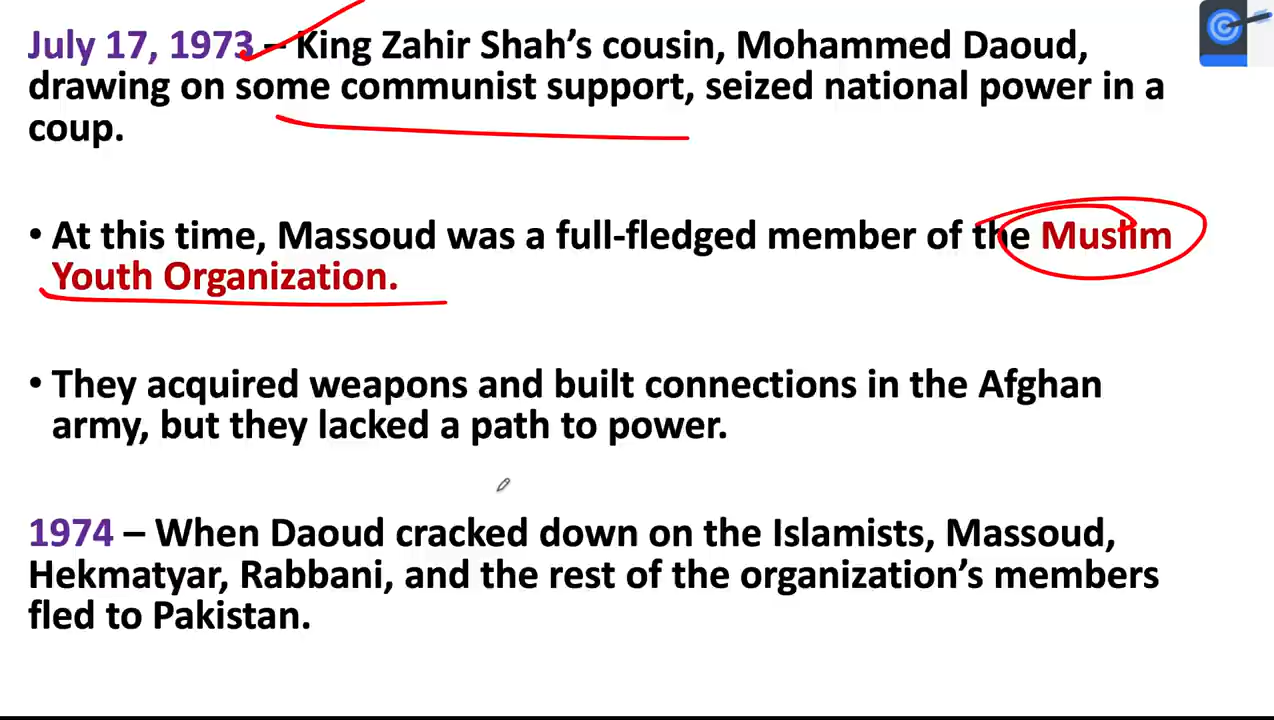 July 17, 1973 – King Zahir Shah's cousin, Mohammed Daoud,
drawing on some communist support, seized national power in a
coup.
• At this time, Massoud was a full-fledged member of the Muslim
Youth Organization.
• They acquired weapons and built connections in the Afghan
army, but they lacked a path to power.
1974 – When Daoud cracked down on the Islamists, Massoud,
Hekmatyar, Rabbani, and the rest of the organization's members
fled to Pakistan.